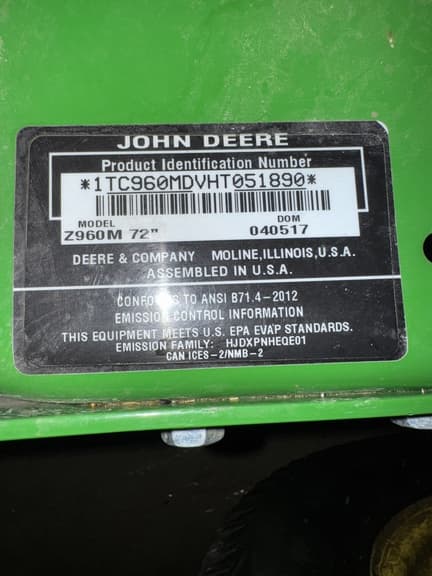 JOHN DEERE
Product Identification Number
*1TC960MDVHT051890*
MODEL DOM
Z960M 72" 040517
DEERE & COMPANY MOLINE, ILLINOIS, U.S.A.
ASSEMBLED IN U.S.A.
CONFORMS TO ANSI B71.4-2012
EMISSION CONTROL INFORMATION
THIS EQUIPMENT MEETS U.S. EPA EVAP STANDARDS.
EMISSION FAMILY: HJDXPNHEQE01
CAN ICES-2/NMB-2